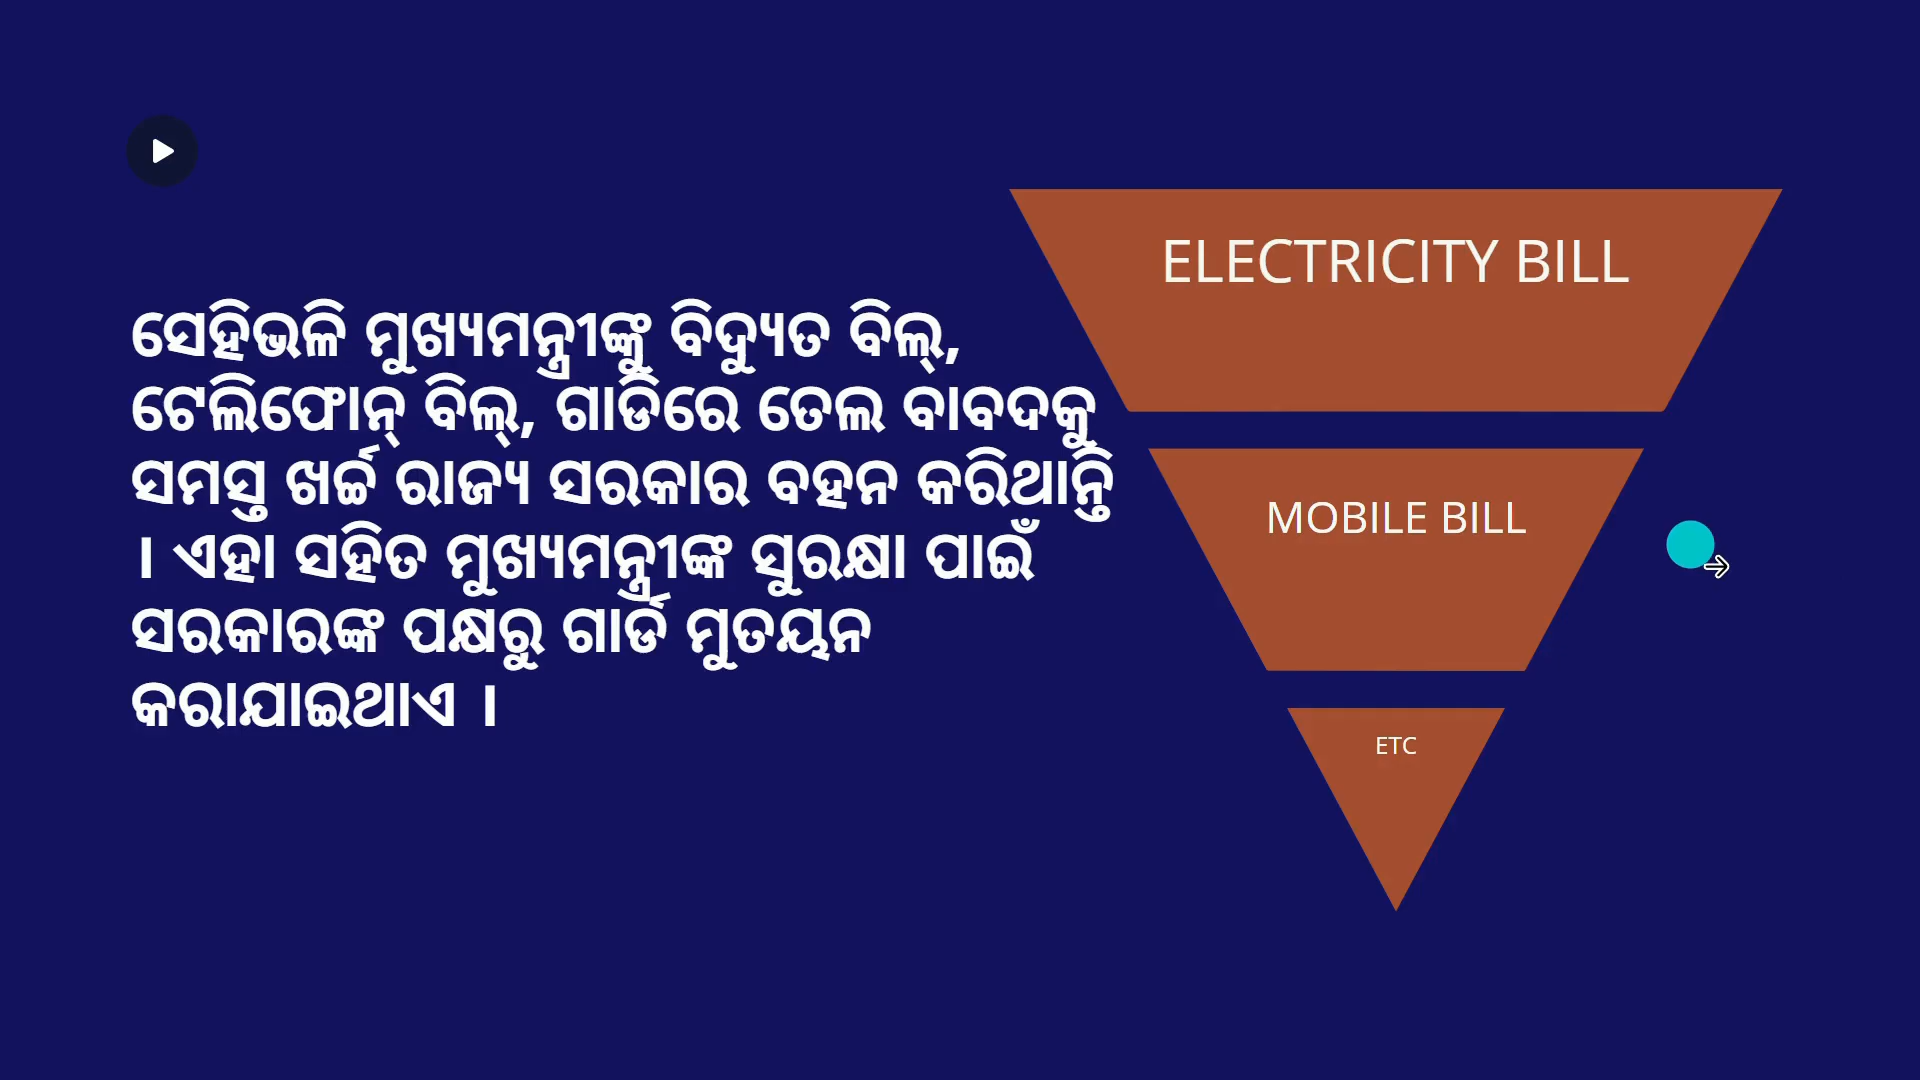 ସେହିଭଳି ମୁଖ୍ୟମନ୍ତ୍ରୀଙ୍କୁ ବିଦ୍ୟୁତ ବିଲ୍,
ଟେଲିଫୋନ୍ ବିଲ୍, ଗାଡିରେ ତେଲ ବାବଦକୁ
ସମସ୍ତ ଖର୍ଚ୍ଚ ରାଜ୍ୟ ସରକାର ବହନ କରିଥାନ୍ତି
। ଏହା ସହିତ ମୁଖ୍ୟମନ୍ତ୍ରୀଙ୍କ ସୁରକ୍ଷା ପାଇଁ
ସରକାରଙ୍କ ପକ୍ଷରୁ ଗାର୍ଡ ମୁତୟନ
କରାଯାଇଥାଏ ।
ELECTRICITY BILL
MOBILE BILL
ETC